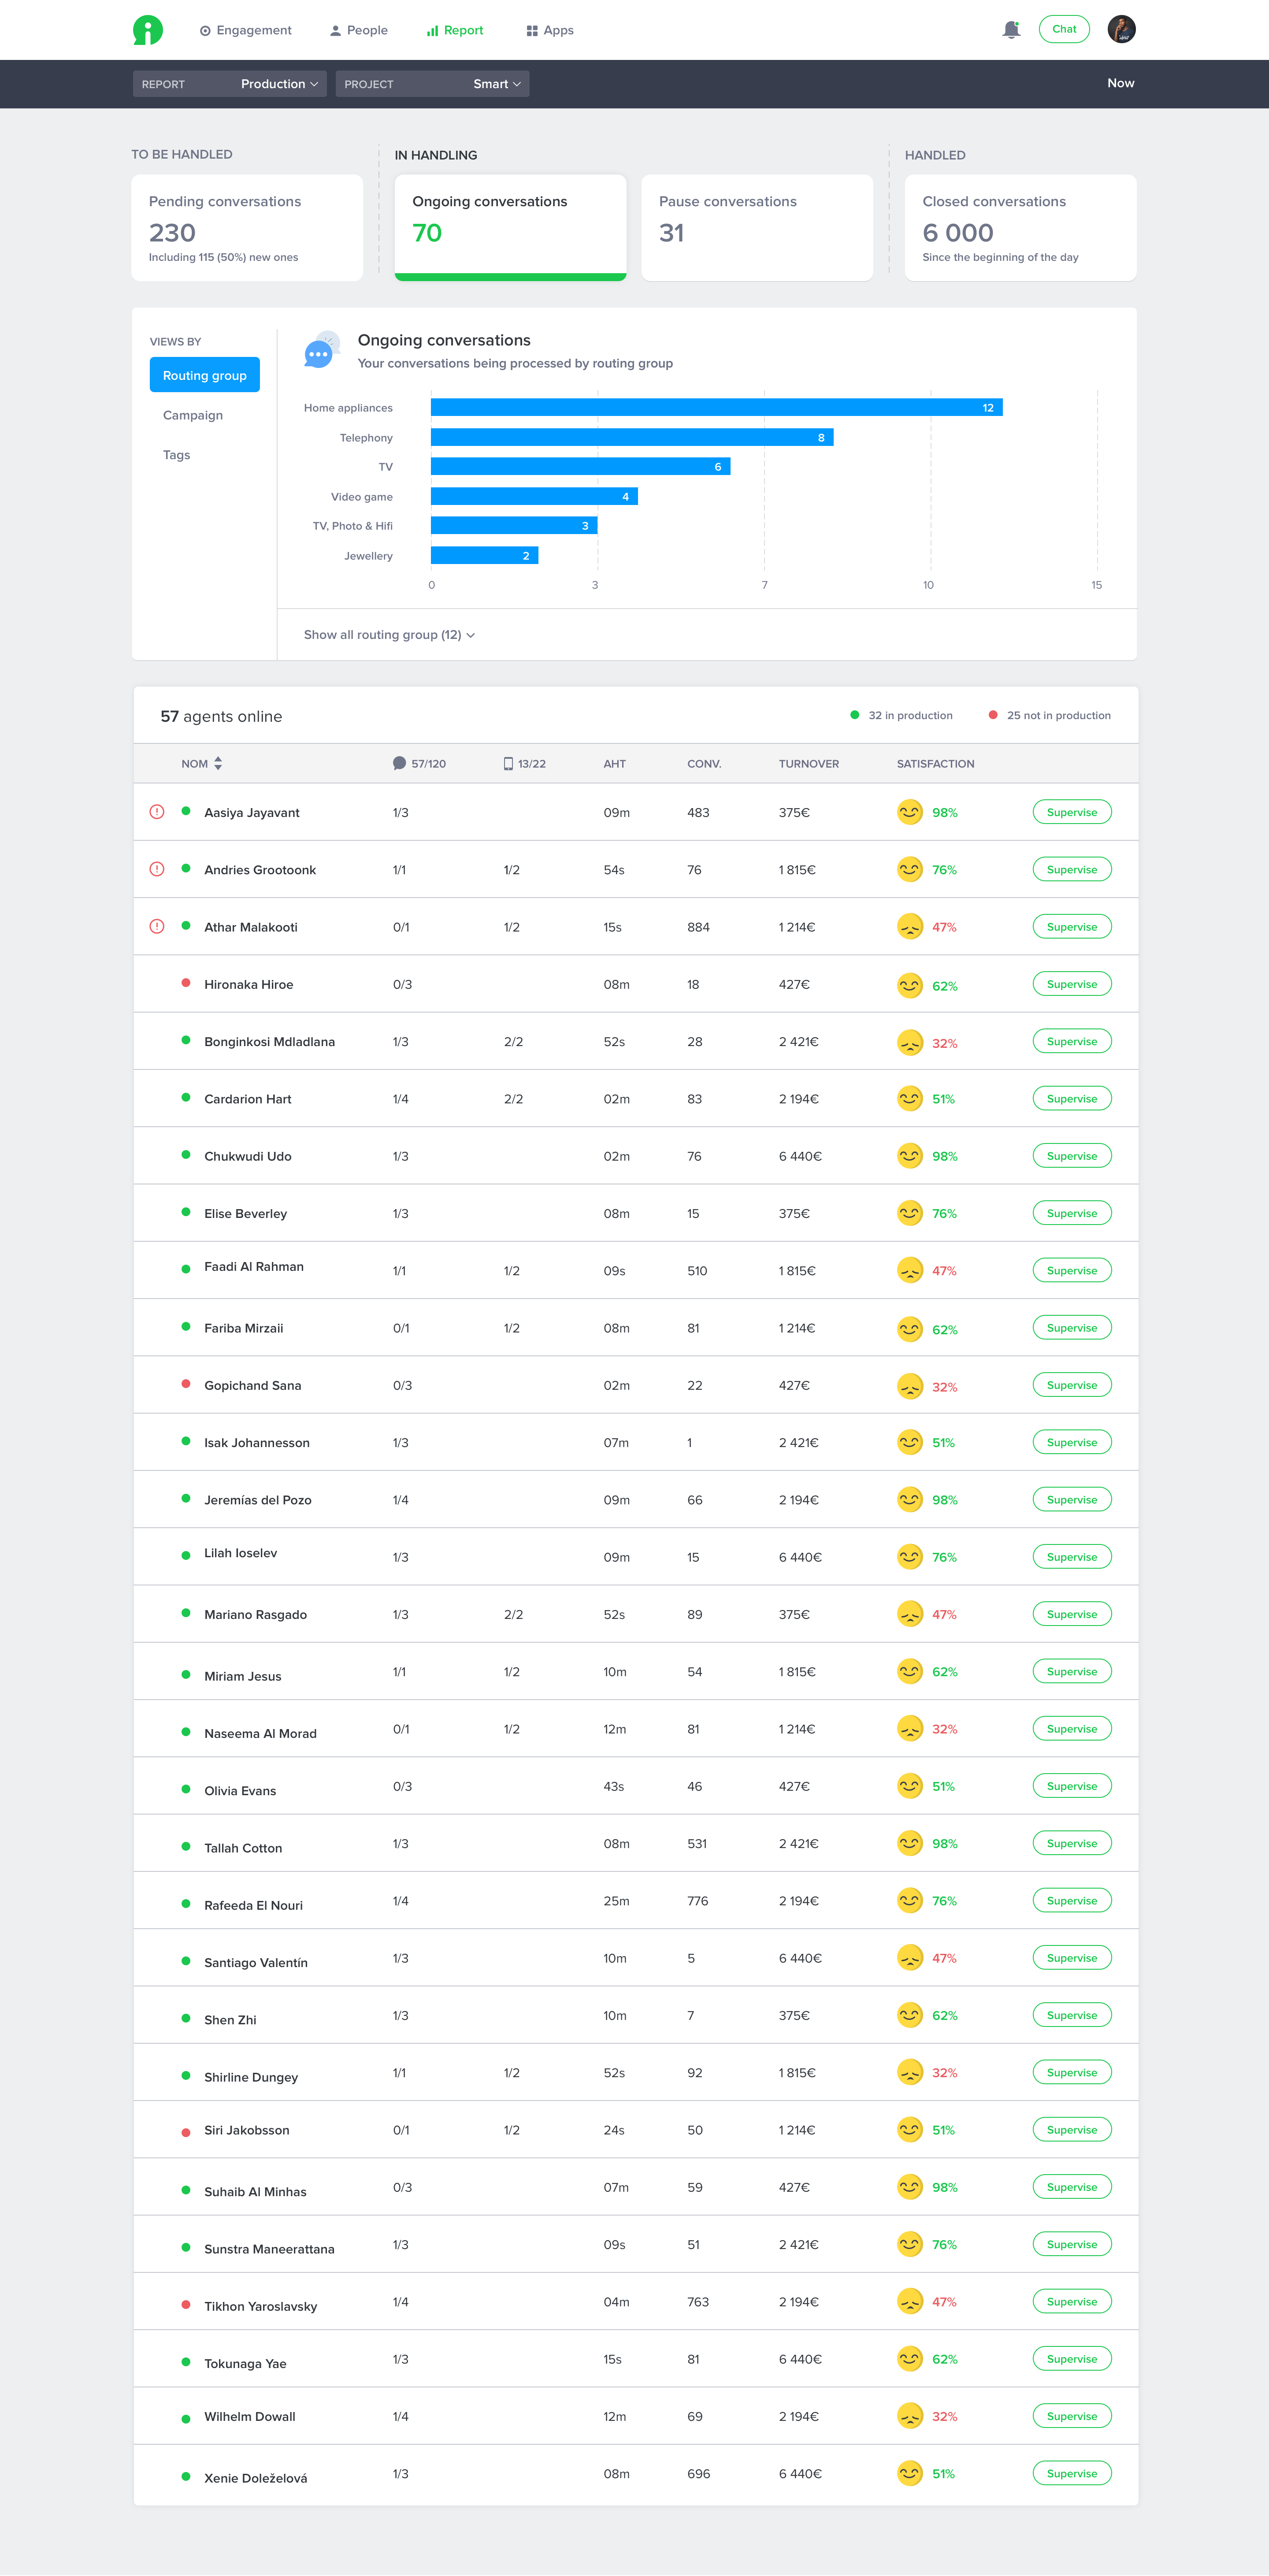 Engagement People Report Apps Chat
REPORT Production PROJECT Smart Now
TO BE HANDLED
Pending conversations
230
Including 115 (50%) new ones
IN HANDLING
Ongoing conversations
70
Pause conversations
31
HANDLED
Closed conversations
6 000
Since the beginning of the day
VIEWS BY
Routing group
Campaign
Tags
Ongoing conversations
Your conversations being processed by routing group
Home appliances 12
Telephony 8
TV 6
Video game 4
TV, Photo & Hifi 3
Jewellery 2
0 3 7 10 15
Show all routing group (12)
57 agents online 32 in production 25 not in production
NOM 57/120 13/22 AHT CONV. TURNOVER SATISFACTION
Aasiya Jayavant 1/3 09m 483 375€ 98% Supervise
Andries Grootoonk 1/1 1/2 54s 76 1 815€ 76% Supervise
Athar Malakooti 0/1 1/2 15s 884 1 214€ 47% Supervise
Hironaka Hiroe 0/3 08m 18 427€ 62% Supervise
Bonginkosi Mdladlana 1/3 2/2 52s 28 2 421€ 32% Supervise
Cardarion Hart 1/4 2/2 02m 83 2 194€ 51% Supervise
Chukwudi Udo 1/3 02m 76 6 440€ 98% Supervise
Elise Beverley 1/3 08m 15 375€ 76% Supervise
Faadi Al Rahman 1/1 1/2 09s 510 1 815€ 47% Supervise
Fariba Mirzaii 0/1 1/2 08m 81 1 214€ 62% Supervise
Gopichand Sana 0/3 02m 22 427€ 32% Supervise
Isak Johannesson 1/3 07m 1 2 421€ 51% Supervise
Jeremías del Pozo 1/4 09m 66 2 194€ 98% Supervise
Lilah Ioselev 1/3 09m 15 6 440€ 76% Supervise
Mariano Rasgado 1/3 2/2 52s 89 375€ 47% Supervise
Miriam Jesus 1/1 1/2 10m 54 1 815€ 62% Supervise
Naseema Al Morad 0/1 1/2 12m 81 1 214€ 32% Supervise
Olivia Evans 0/3 43s 46 427€ 51% Supervise
Tallah Cotton 1/3 08m 531 2 421€ 98% Supervise
Rafeeda El Nouri 1/4 25m 776 2 194€ 76% Supervise
Santiago Valentín 1/3 10m 5 6 440€ 47% Supervise
Shen Zhi 1/3 10m 7 375€ 62% Supervise
Shirline Dungey 1/1 1/2 52s 92 1 815€ 32% Supervise
Siri Jakobsson 0/1 1/2 24s 50 1 214€ 51% Supervise
Suhaib Al Minhas 0/3 07m 59 427€ 98% Supervise
Sunstra Maneerattana 1/3 09s 51 2 421€ 76% Supervise
Tikhon Yaroslavsky 1/4 04m 763 2 194€ 47% Supervise
Tokunaga Yae 1/3 15s 81 6 440€ 62% Supervise
Wilhelm Dowall 1/4 12m 69 2 194€ 32% Supervise
Xenie Doleželová 1/3 08m 696 6 440€ 51% Supervise